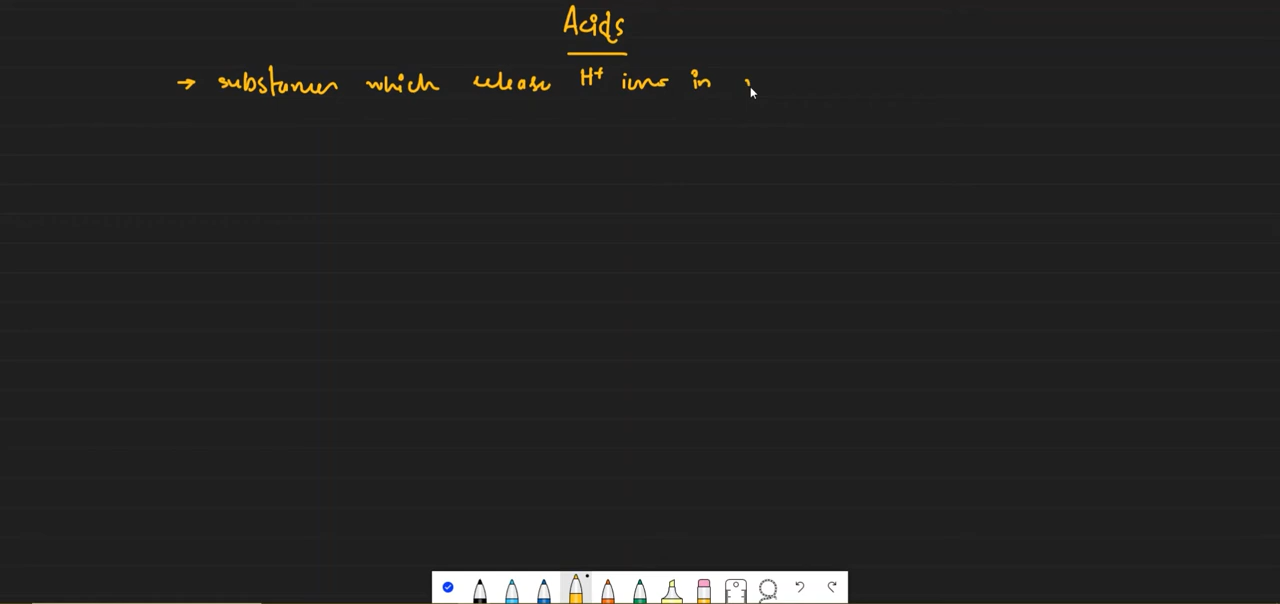 Acids
→ substances which release H⁺ ions in